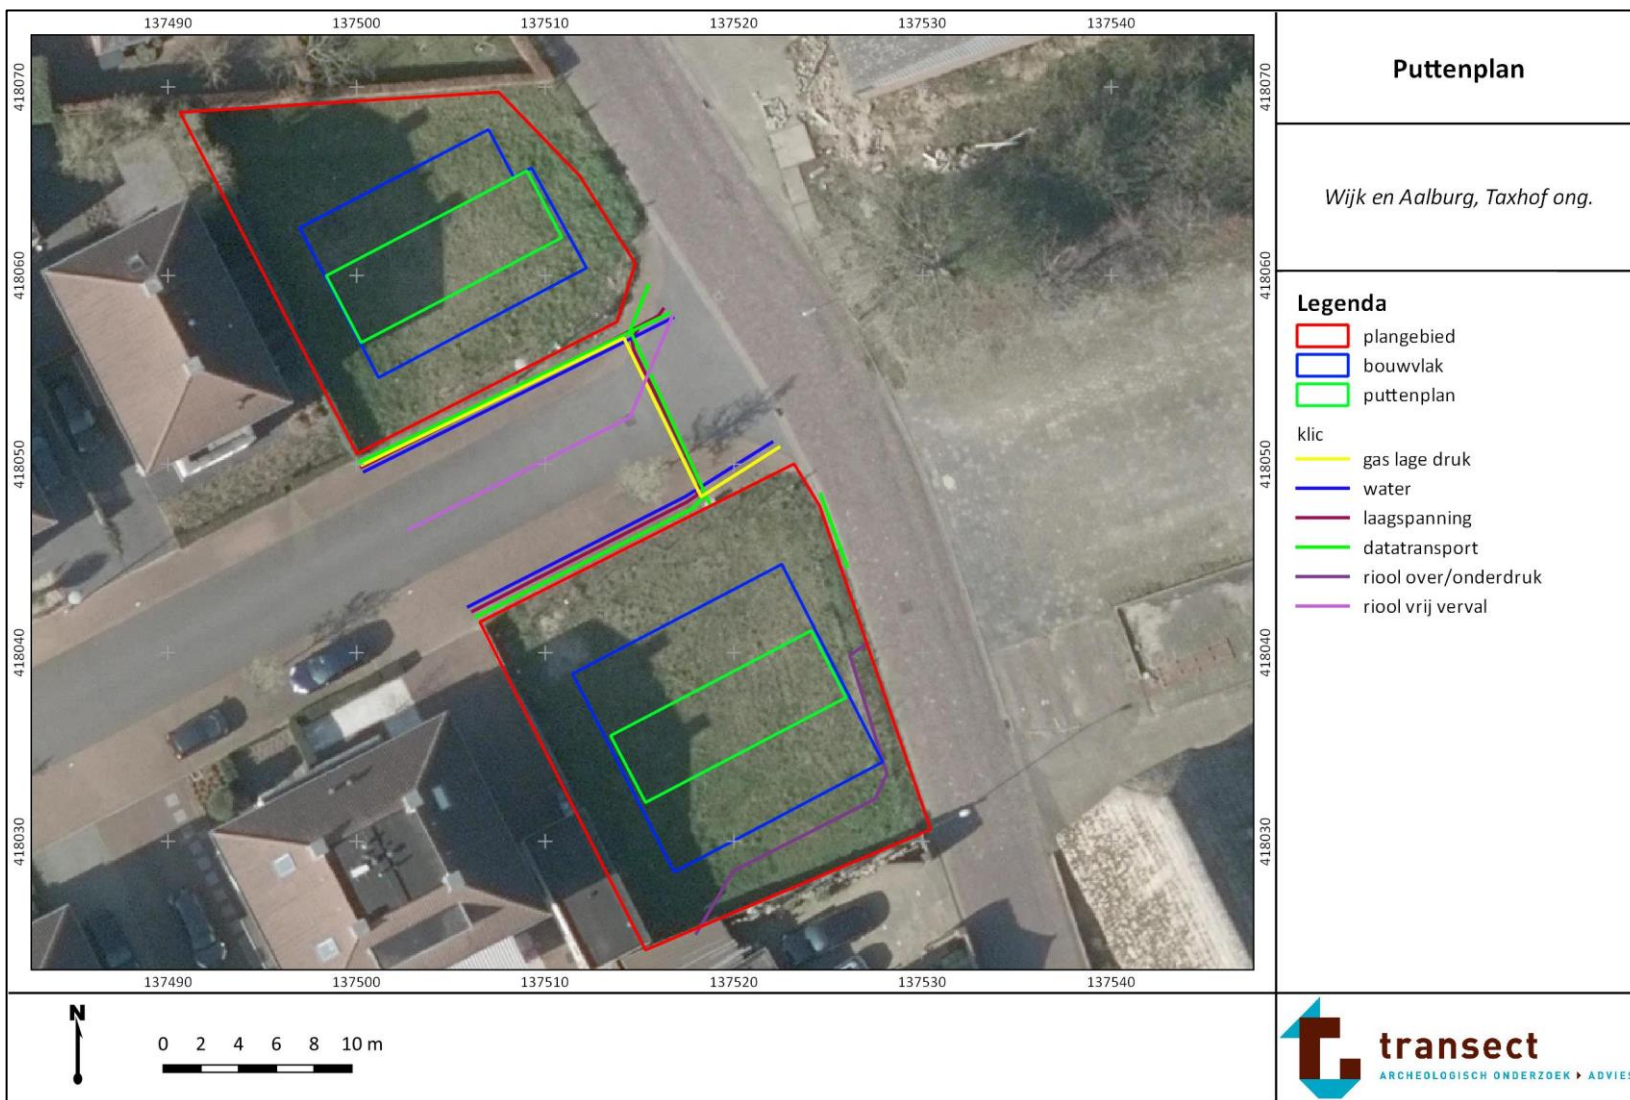 137490 137500 137510 137520 137530 137540
418070 418070
418060 418060
418050 418050
418040 418040
418030 418030
137490 137500 137510 137520 137530 137540
N
0 2 4 6 8 10 m
Puttenplan
Wijk en Aalburg, Taxhof ong.
Legenda
plangebied
bouwvlak
puttenplan
klic
gas lage druk
water
laagspanning
datatransport
riool over/onderdruk
riool vrij verval
transect
ARCHEOLOGISCH ONDERZOEK ADVIES